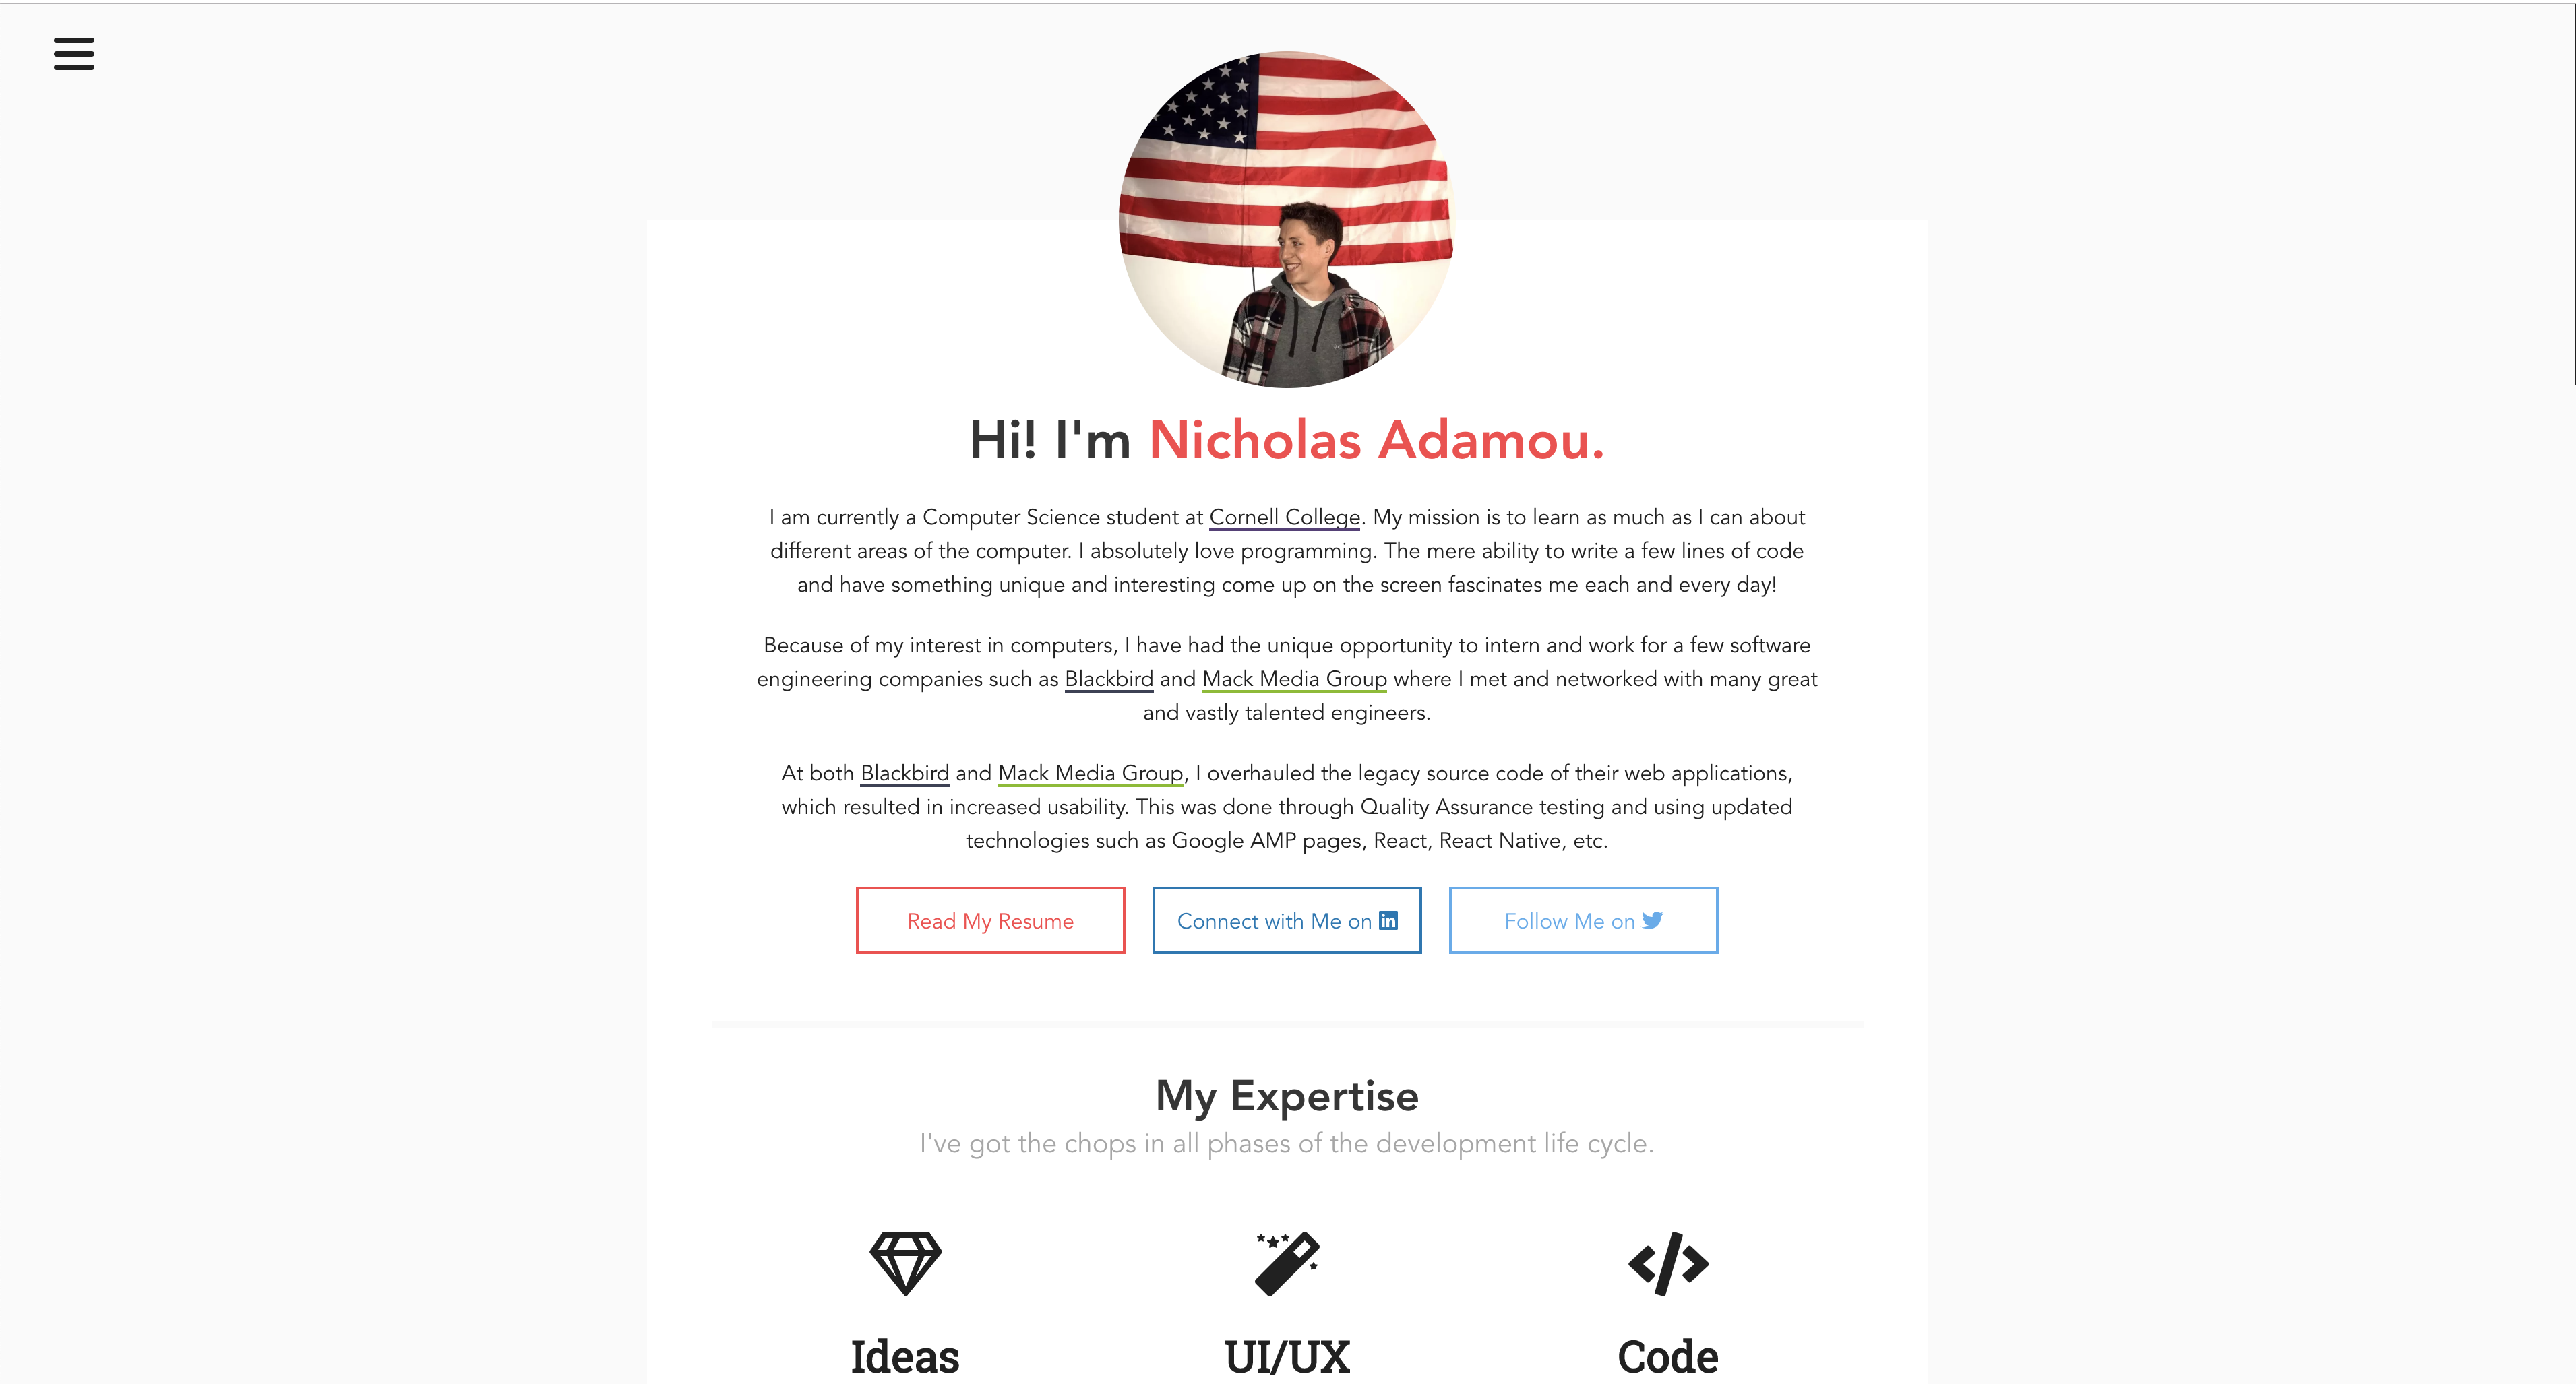 Hi! I'm Nicholas Adamou.
I am currently a Computer Science student at Cornell College. My mission is to learn as much as I can about
different areas of the computer. I absolutely love programming. The mere ability to write a few lines of code
and have something unique and interesting come up on the screen fascinates me each and every day!
Because of my interest in computers, I have had the unique opportunity to intern and work for a few software
engineering companies such as Blackbird and Mack Media Group where I met and networked with many great
and vastly talented engineers.
At both Blackbird and Mack Media Group, I overhauled the legacy source code of their web applications,
which resulted in increased usability. This was done through Quality Assurance testing and using updated
technologies such as Google AMP pages, React, React Native, etc.
Read My Resume
Connect with Me on in
Follow Me on
My Expertise
I've got the chops in all phases of the development life cycle.
Ideas
UI/UX
Code